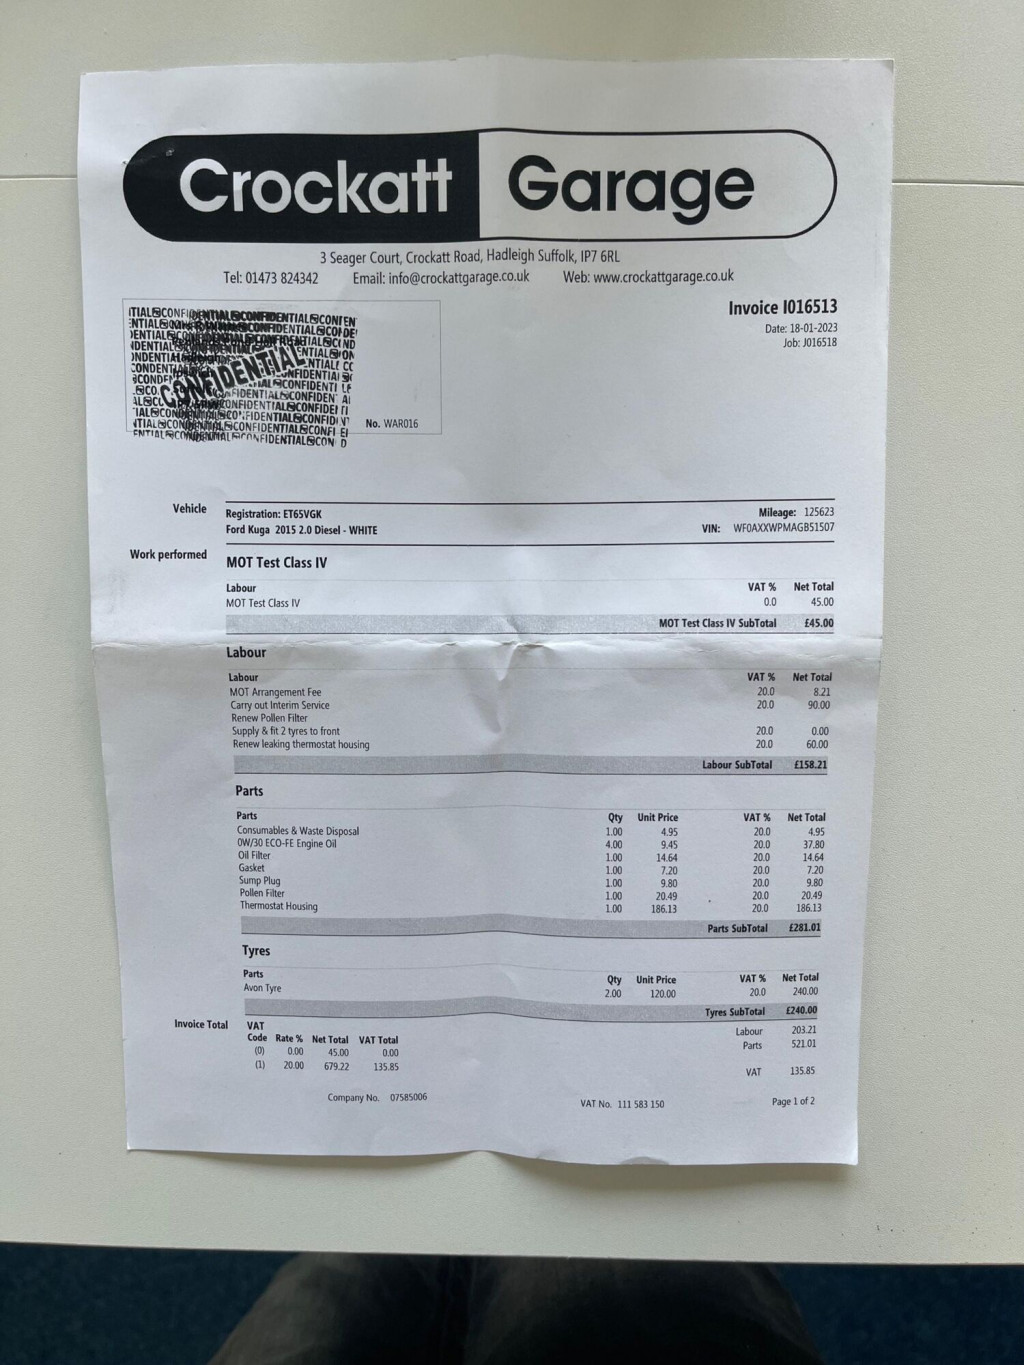 Crockatt Garage
3 Seager Court, Crockatt Road, Hadleigh Suffolk, IP7 6RL
Tel: 01473 824342 Email: info@crockattgarage.co.uk Web: www.crockattgarage.co.uk
Invoice I016513
Date: 18-01-2023
Job: J016518
CONFIDENTIAL
No. WAR016
Vehicle Registration: ET65VGK Mileage: 125623
Ford Kuga 2015 2.0 Diesel - WHITE VIN: WF0AXXWPMAGB51507
Work performed MOT Test Class IV
Labour VAT % Net Total
MOT Test Class IV 0.0 45.00
MOT Test Class IV SubTotal £45.00
Labour
Labour VAT % Net Total
MOT Arrangement Fee 20.0 8.21
Carry out Interim Service 20.0 90.00
Renew Pollen Filter
Supply & fit 2 tyres to front 20.0 0.00
Renew leaking thermostat housing 20.0 60.00
Labour SubTotal £158.21
Parts
Parts Qty Unit Price VAT % Net Total
Consumables & Waste Disposal 1.00 4.95 20.0 4.95
0W/30 ECO-FE Engine Oil 4.00 9.45 20.0 37.80
Oil Filter 1.00 14.64 20.0 14.64
Gasket 1.00 7.20 20.0 7.20
Sump Plug 1.00 9.80 20.0 9.80
Pollen Filter 1.00 20.49 20.0 20.49
Thermostat Housing 1.00 186.13 20.0 186.13
Parts SubTotal £281.01
Tyres
Parts Qty Unit Price VAT % Net Total
Avon Tyre 2.00 120.00 20.0 240.00
Tyres SubTotal £240.00
Invoice Total VAT Labour 203.21
Code Rate % Net Total VAT Total Parts 521.01
(0) 0.00 45.00 0.00
(1) 20.00 679.22 135.85 VAT 135.85
Company No. 07585006 VAT No. 111 583 150 Page 1 of 2